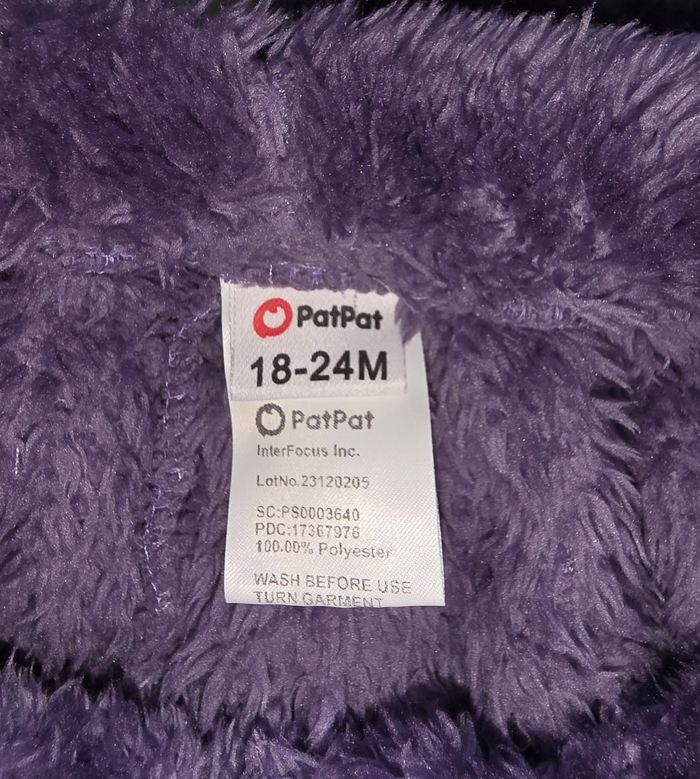 PatPat
18-24M
PatPat
InterFocus Inc.
LotNo.23120205
SC:PS0003640
PDC:17367976
100.00% Polyester
WASH BEFORE USE
TURN GARMENT